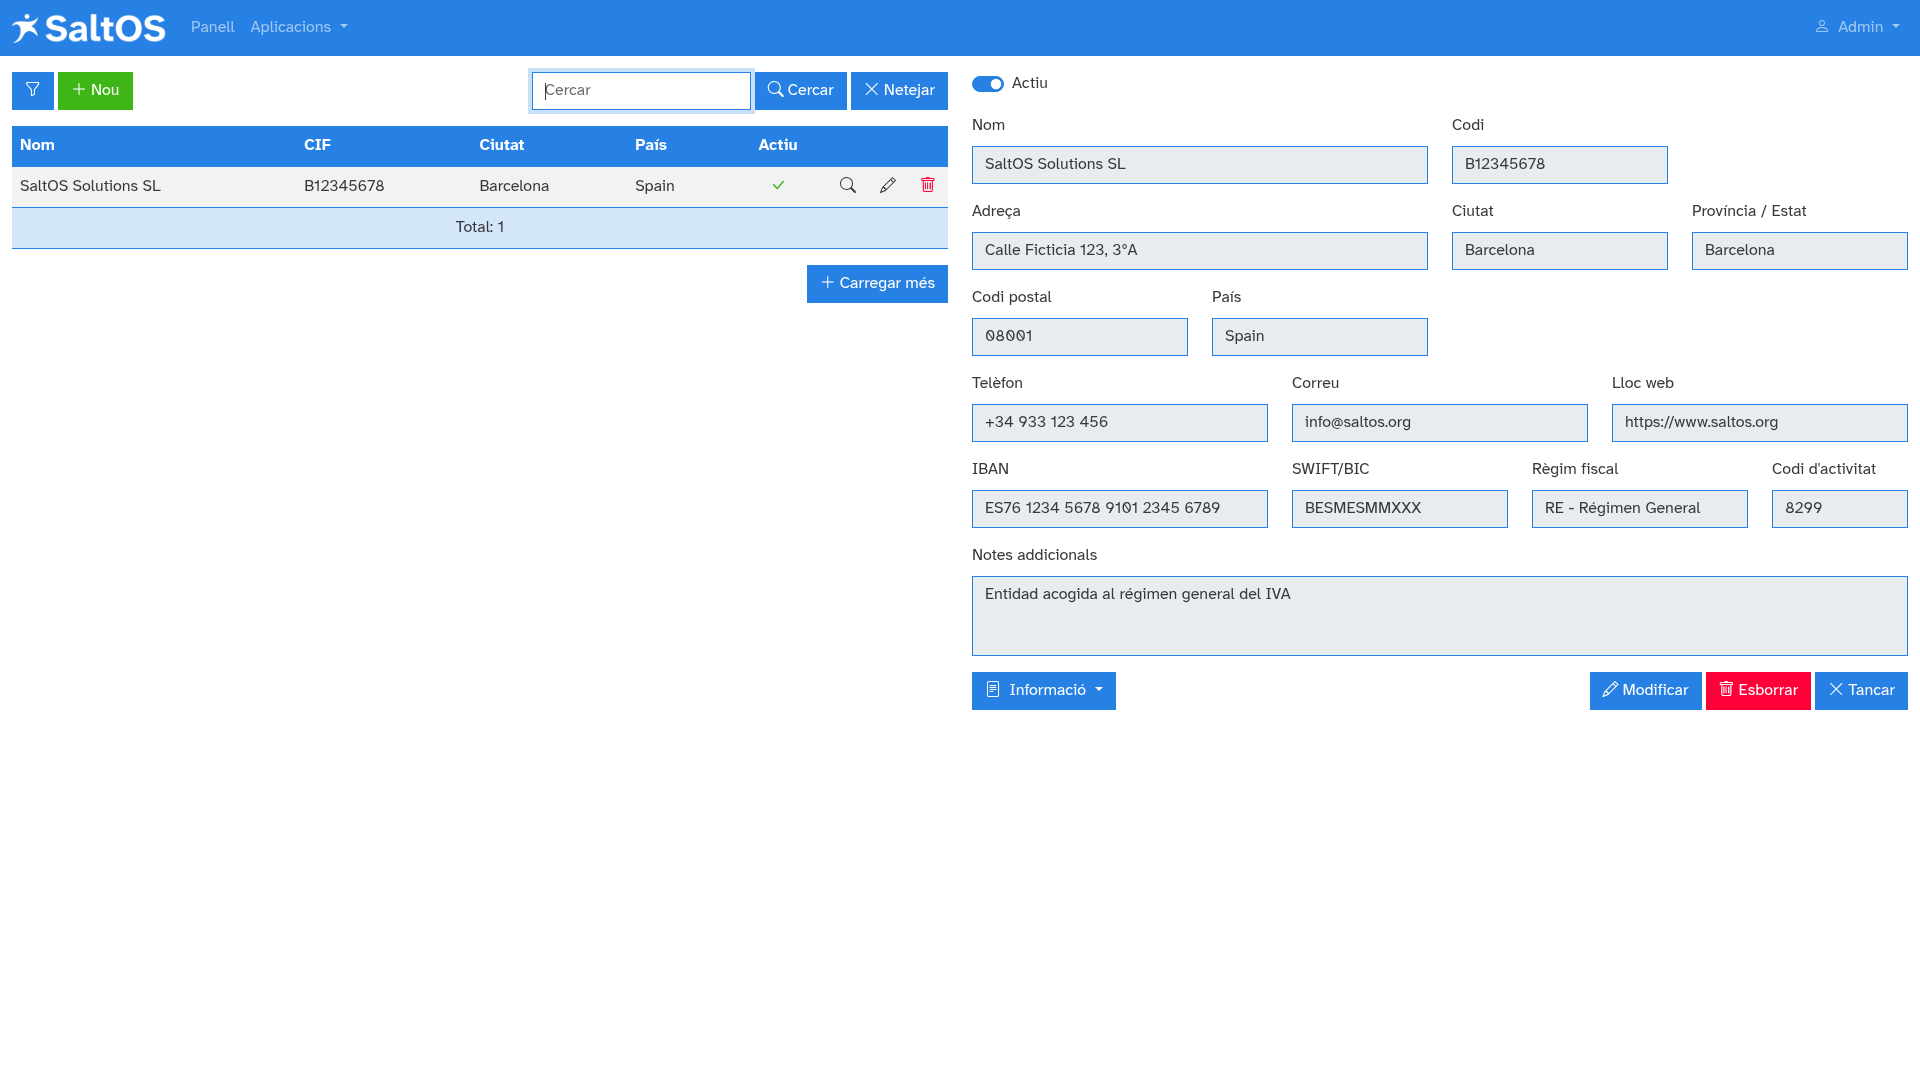 SaltOS Panell Aplicacions Admin
Nou Cercar Cercar Netejar
Nom CIF Ciutat País Actiu
SaltOS Solutions SL B12345678 Barcelona Spain
Total: 1
Carregar més
Actiu
Nom Codi
SaltOS Solutions SL B12345678
Adreça Ciutat Província / Estat
Calle Ficticia 123, 3ºA Barcelona Barcelona
Codi postal País
08001 Spain
Telèfon Correu Lloc web
+34 933 123 456 info@saltos.org https://www.saltos.org
IBAN SWIFT/BIC Règim fiscal Codi d'activitat
ES76 1234 5678 9101 2345 6789 BESMESMMXXX RE - Régimen General 8299
Notes addicionals
Entidad acogida al régimen general del IVA
Informació Modificar Esborrar Tancar